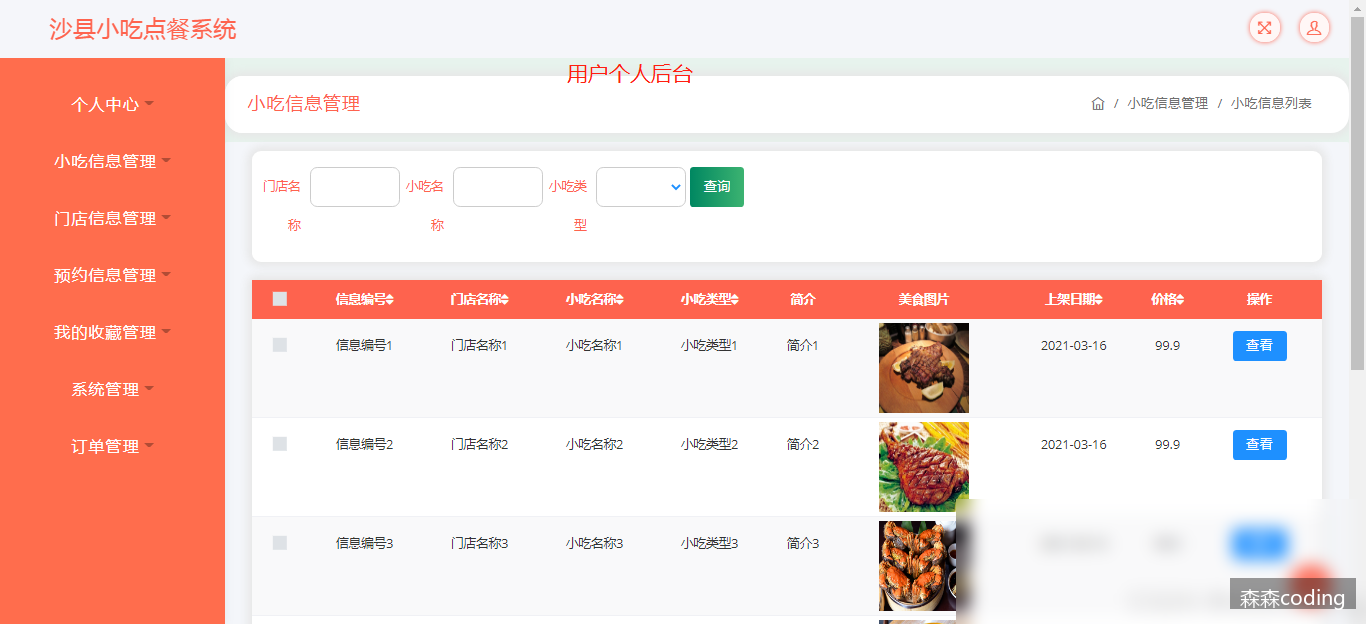 沙县小吃点餐系统
用户个人后台
个人中心
小吃信息管理
门店信息管理
预约信息管理
我的收藏管理
系统管理
订单管理
小吃信息管理
/ 小吃信息管理 / 小吃信息列表
门店名称 小吃名称 小吃类型 查询
信息编号 门店名称 小吃名称 小吃类型 简介 美食图片 上架日期 价格 操作
信息编号1 门店名称1 小吃名称1 小吃类型1 简介1 2021-03-16 99.9 查看
信息编号2 门店名称2 小吃名称2 小吃类型2 简介2 2021-03-16 99.9 查看
信息编号3 门店名称3 小吃名称3 小吃类型3 简介3
森森coding